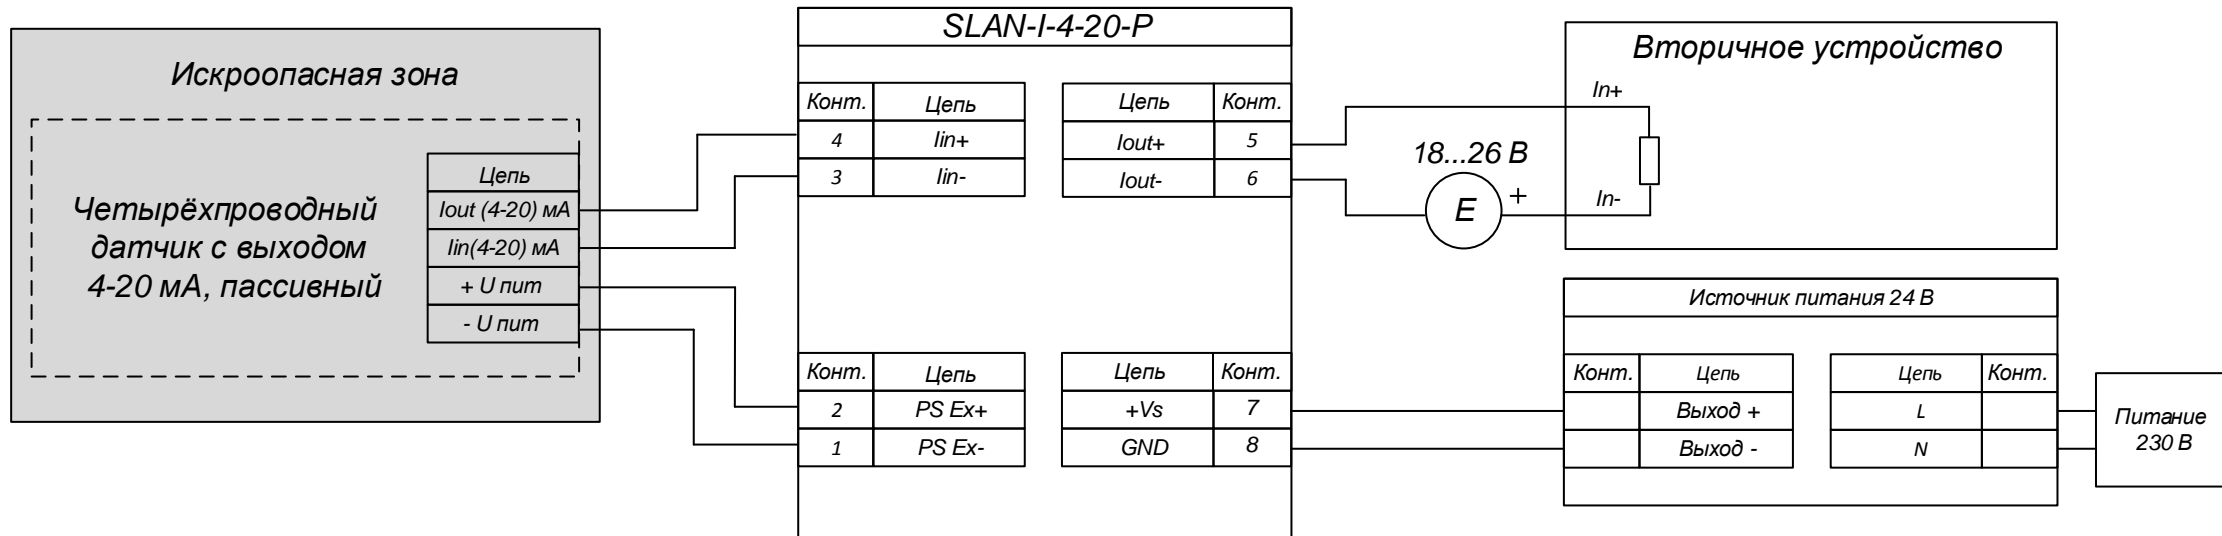 SLAN-I-4-20-P
Искроопасная зона
Четырёхпроводный
датчик с выходом
4-20 мА, пассивный
Цепь
Iout (4-20) мА
Iin(4-20) мА
+ U пит
- U пит
Конт. Цепь
4 Iin+
3 Iin-
Цепь Конт.
Iout+ 5
Iout- 6
Конт. Цепь
2 PS Ex+
1 PS Ex-
Цепь Конт.
+Vs 7
GND 8
18...26 В
E +
Вторичное устройство
In+
In-
Источник питания 24 В
Конт. Цепь
Выход +
Выход -
Цепь Конт.
L
N
Питание
230 В